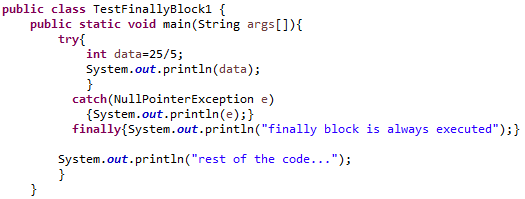 public class TestFinallyBlock1 {
    public static void main(String args[]){
        try{
            int data=25/5;
            System.out.println(data);
            }
          catch(NullPointerException e)
            {System.out.println(e);}
          finally{System.out.println("finally block is always executed");}

        System.out.println("rest of the code...");
        }
    }